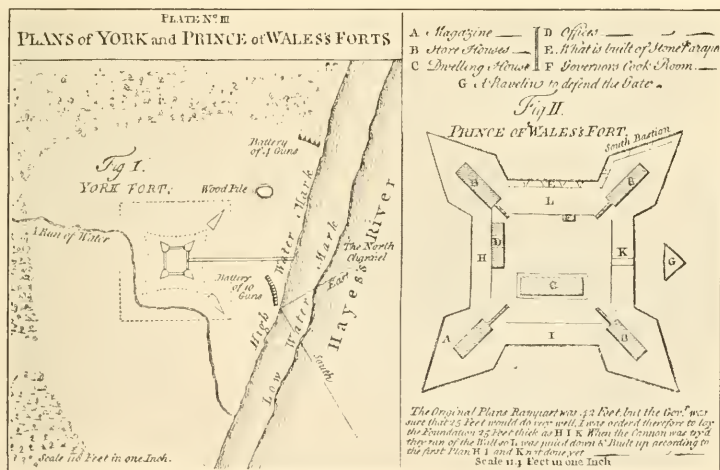 PLATE Nº III
PLANS of YORK and PRINCE of WALES'S FORTS
Battery
of 4 Guns
Fig I.
YORK FORT.
Wood Pile
A Run of Water
Battery
of 10
Guns
High Water Mark
Low Water Mark
The North
Channel
East
South
Hayess's River
Scale 118 Feet in one Inch.
A Magazine
B Store Houses
C Dwelling House
D Offices
E What is built of Stone Parapet
F Governors Cook Room
G A Ravelin to defend the Gate
Fig II.
PRINCE OF WALES'S FORT.
South Bastion
B
E
B
L
F
D
H
K
G
C
A
I
B
The Original Plans Rampart was 42 Feet, but the Govr. was
sure that 25 Feet would do very well, I was ordered therefore to lay
the Foundation 25 Feet thick as H I K When the Cannon was try'd
they ran of the Wall so L was pulled down & Built up according to
the first Plan H I and K not done yet
Scale 113 Feet in one Inch